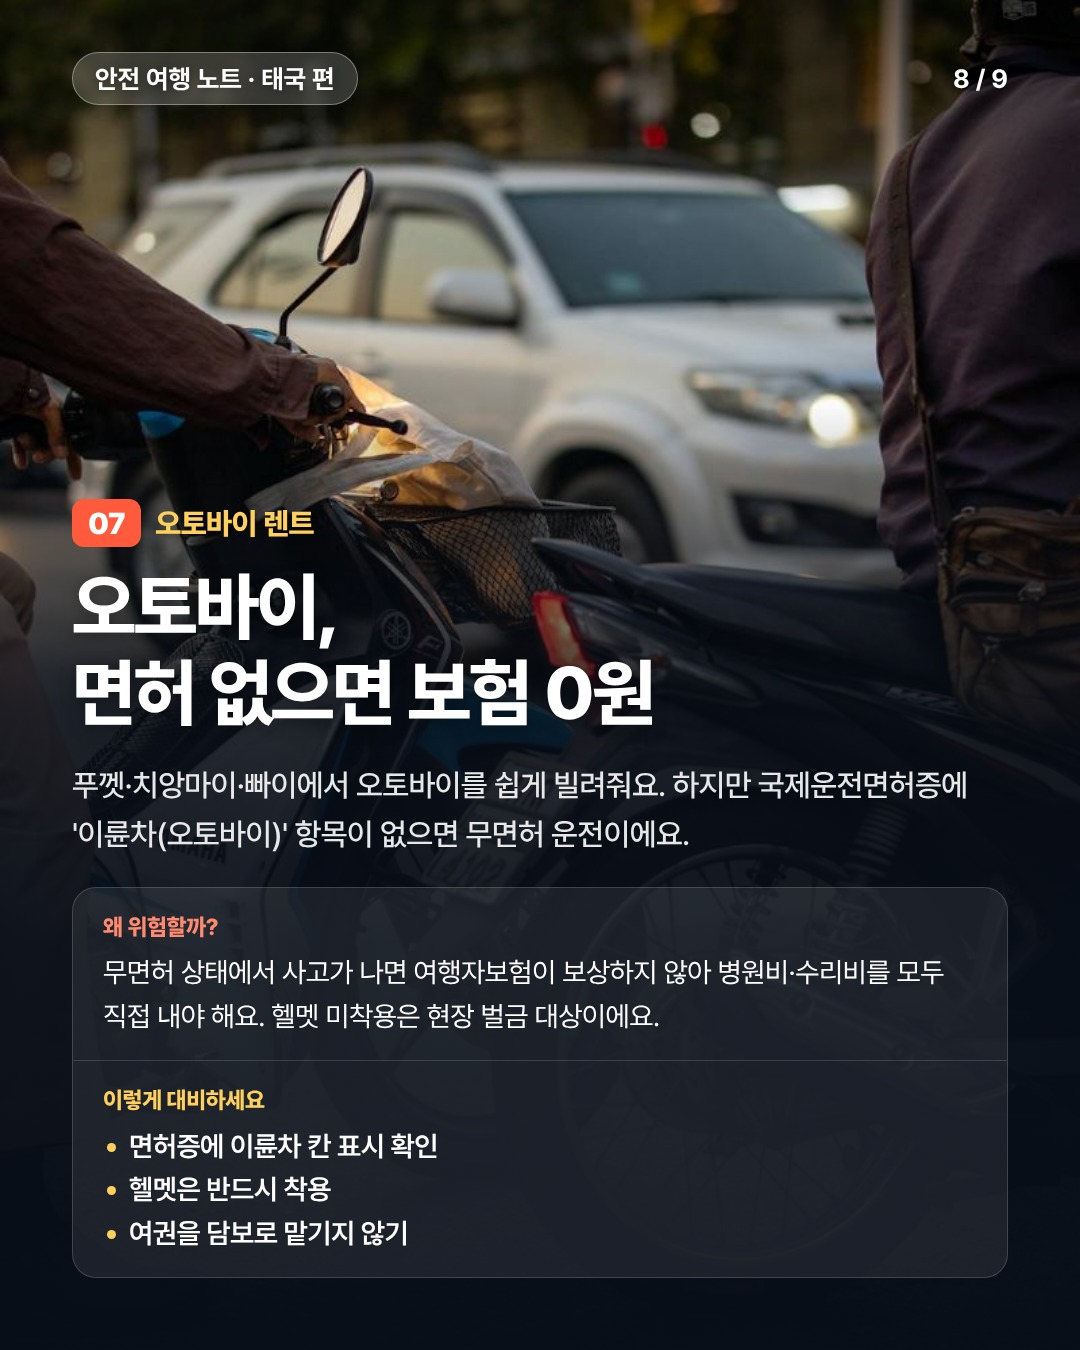 안전 여행 노트 · 태국 편
8 / 9
07 오토바이 렌트
오토바이,
면허 없으면 보험 0원
푸껫·치앙마이·빠이에서 오토바이를 쉽게 빌려줘요. 하지만 국제운전면허증에
'이륜차(오토바이)' 항목이 없으면 무면허 운전이에요.
왜 위험할까?
무면허 상태에서 사고가 나면 여행자보험이 보상하지 않아 병원비·수리비를 모두
직접 내야 해요. 헬멧 미착용은 현장 벌금 대상이에요.
이렇게 대비하세요
• 면허증에 이륜차 칸 표시 확인
• 헬멧은 반드시 착용
• 여권을 담보로 맡기지 않기